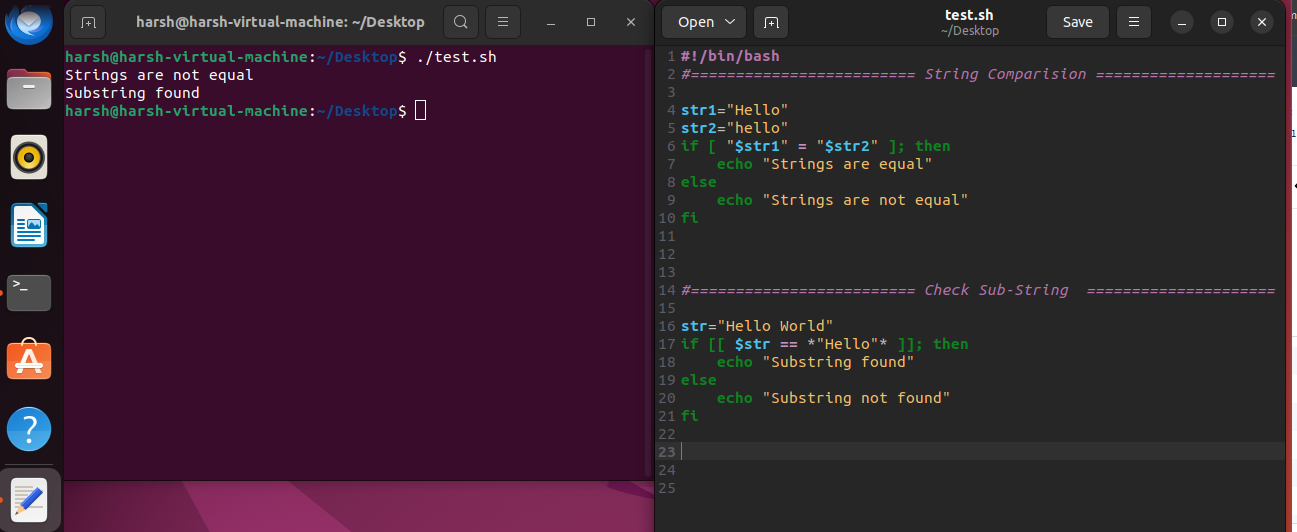 harsh@harsh-virtual-machine: ~/Desktop
harsh@harsh-virtual-machine:~/Desktop$ ./test.sh
Strings are not equal
Substring found
harsh@harsh-virtual-machine:~/Desktop$
>_
?
Open
test.sh
~/Desktop
Save
1 #!/bin/bash
2 #========================= String Comparision ====================
3
4 str1="Hello"
5 str2="hello"
6 if [ "$str1" = "$str2" ]; then
7     echo "Strings are equal"
8 else
9     echo "Strings are not equal"
10 fi
11
12
13
14 #========================= Check Sub-String  =====================
15
16 str="Hello World"
17 if [[ $str == *"Hello"* ]]; then
18     echo "Substring found"
19 else
20     echo "Substring not found"
21 fi
22
23
24
25